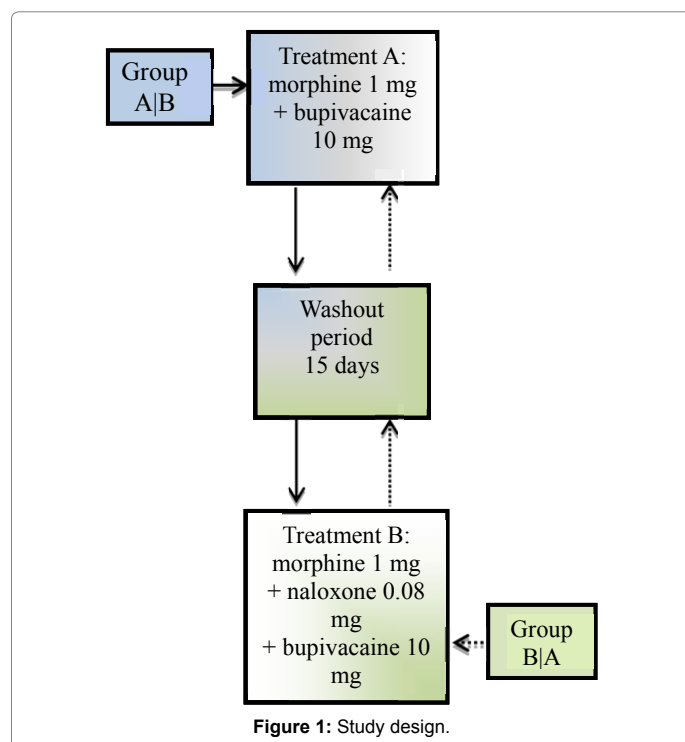 Group
A|B
Treatment A:
morphine 1 mg
+ bupivacaine
10 mg
Washout
period
15 days
Treatment B:
morphine 1 mg
+ naloxone 0.08
mg
+ bupivacaine 10
mg
Group
B|A
Figure 1: Study design.